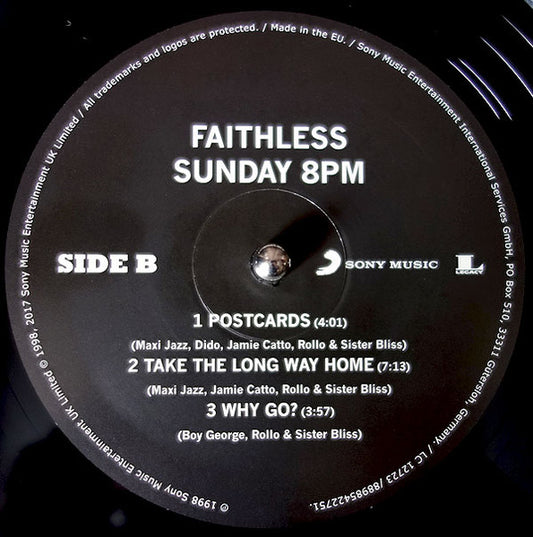 FAITHLESS
SUNDAY 8PM
SIDE B
SONY MUSIC
L
LEGACY
1 POSTCARDS (4:01)
(Maxi Jazz, Dido, Jamie Catto, Rollo & Sister Bliss)
2 TAKE THE LONG WAY HOME (7:13)
(Maxi Jazz, Jamie Catto, Rollo & Sister Bliss)
3 WHY GO? (3:57)
(Boy George, Rollo & Sister Bliss)
℗ 1998 Sony Music Entertainment UK Limited © 1998, 2017 Sony Music Entertainment UK Limited / All trademarks and logos are protected. / Made in the EU. / Sony Music Entertainment International Services GmbH, PO Box 510, 33311 Gütersloh, Germany. / LC 12723 /88985422751.